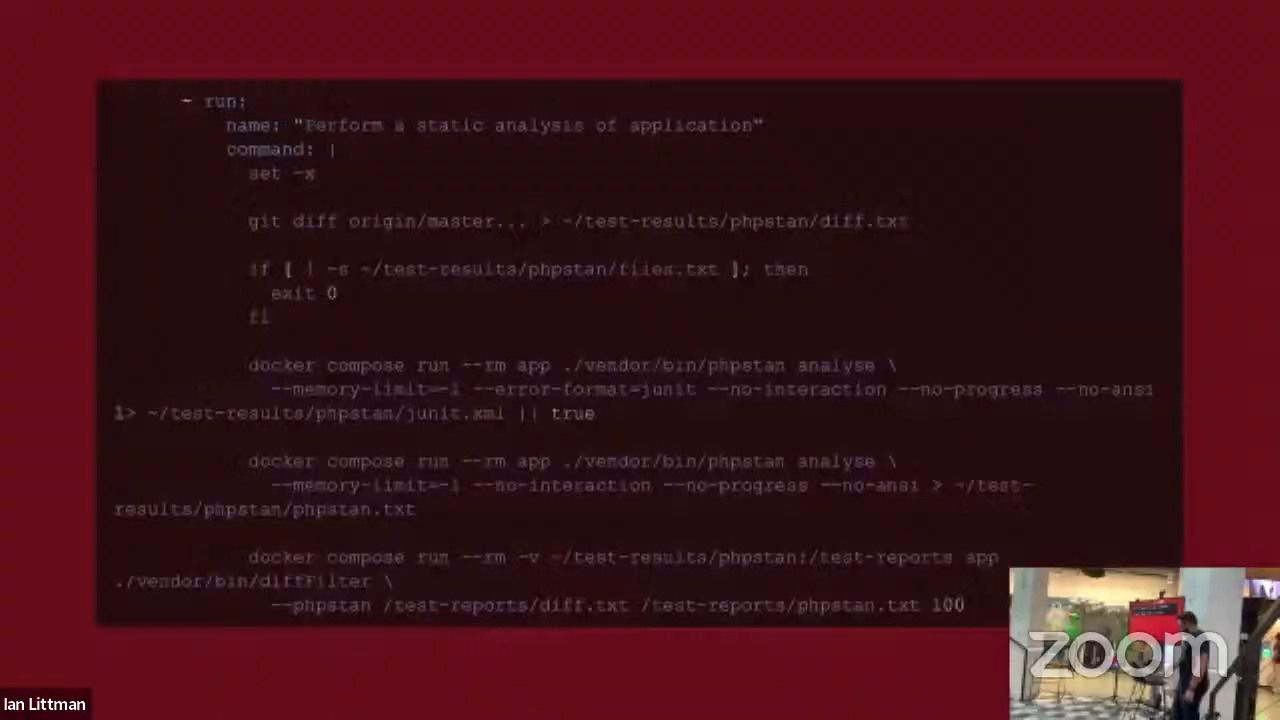 - run:
name: "Perform a static analysis of application"
command: |
set -x
git diff origin/master... > ~/test-results/phpstan/diff.txt
if [ ! -s ~/test-results/phpstan/files.txt ]; then
exit 0
fi
docker compose run --rm app ./vendor/bin/phpstan analyse \
--memory-limit=-1 --error-format=junit --no-interaction --no-progress --no-ansi
1> ~/test-results/phpstan/junit.xml || true
docker compose run --rm app ./vendor/bin/phpstan analyse \
--memory-limit=-1 --no-interaction --no-progress --no-ansi > ~/test-
results/phpstan/phpstan.txt
docker compose run --rm -v ~/test-results/phpstan:/test-reports app
./vendor/bin/diffFilter \
--phpstan /test-reports/diff.txt /test-reports/phpstan.txt 100
zoom
Ian Littman